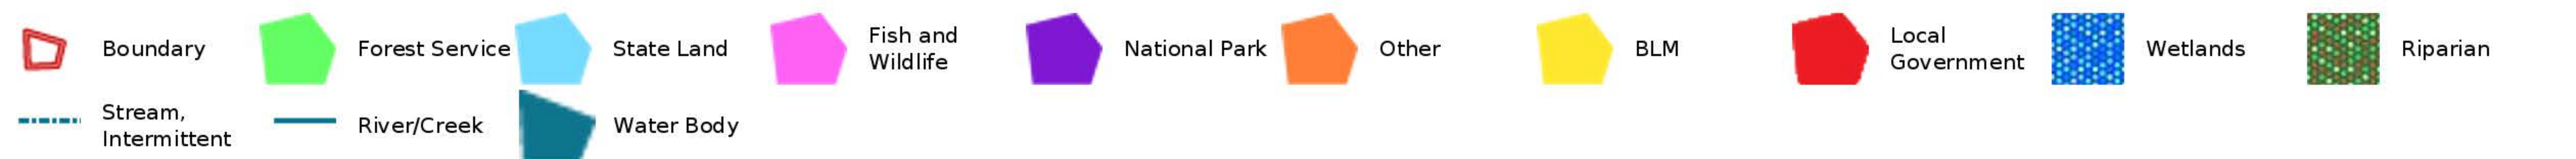 Boundary
Forest Service
State Land
Fish and
Wildlife
National Park
Other
BLM
Local
Government
Wetlands
Riparian
Stream,
Intermittent
River/Creek
Water Body